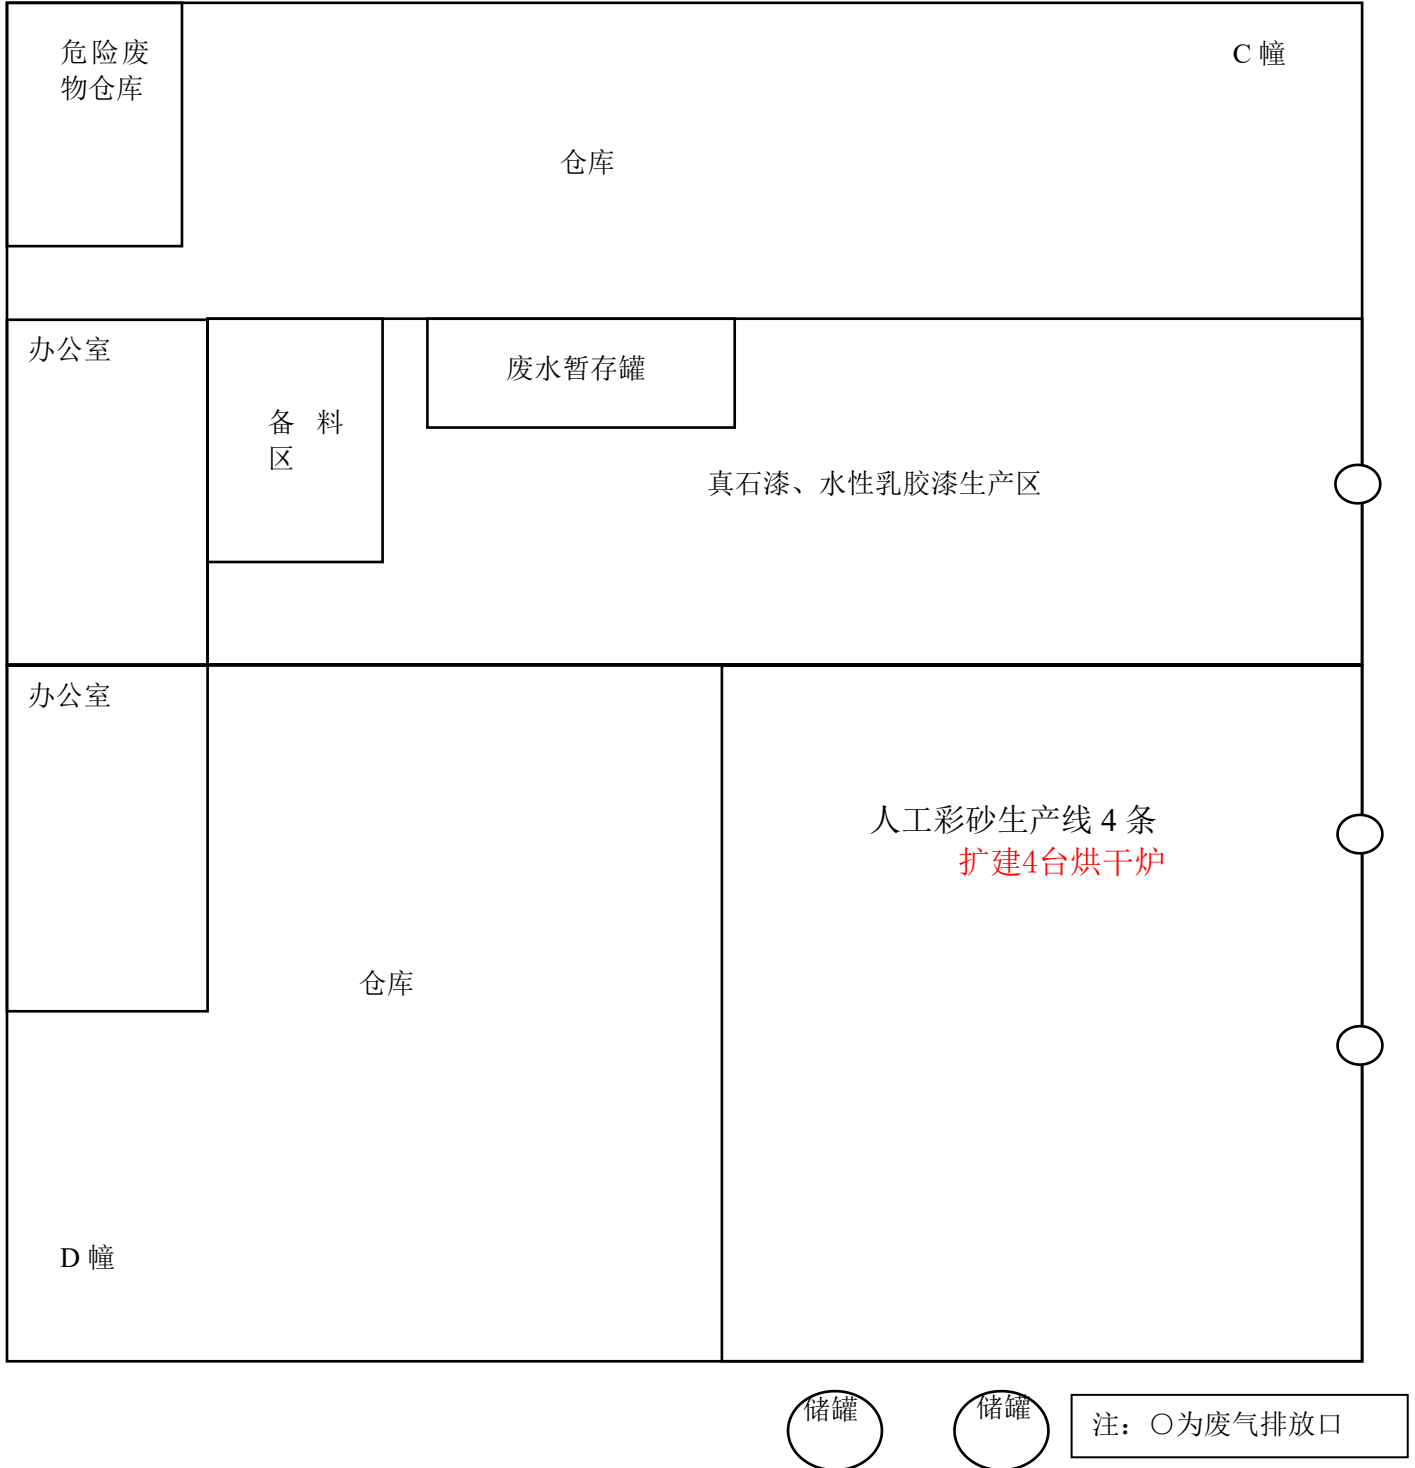 危险废
物仓库
C 幢
仓库
办公室
备 料
区
废水暂存罐
真石漆、水性乳胶漆生产区
办公室
人工彩砂生产线 4 条
扩建4台烘干炉
仓库
D 幢
储罐
储罐
注：○为废气排放口